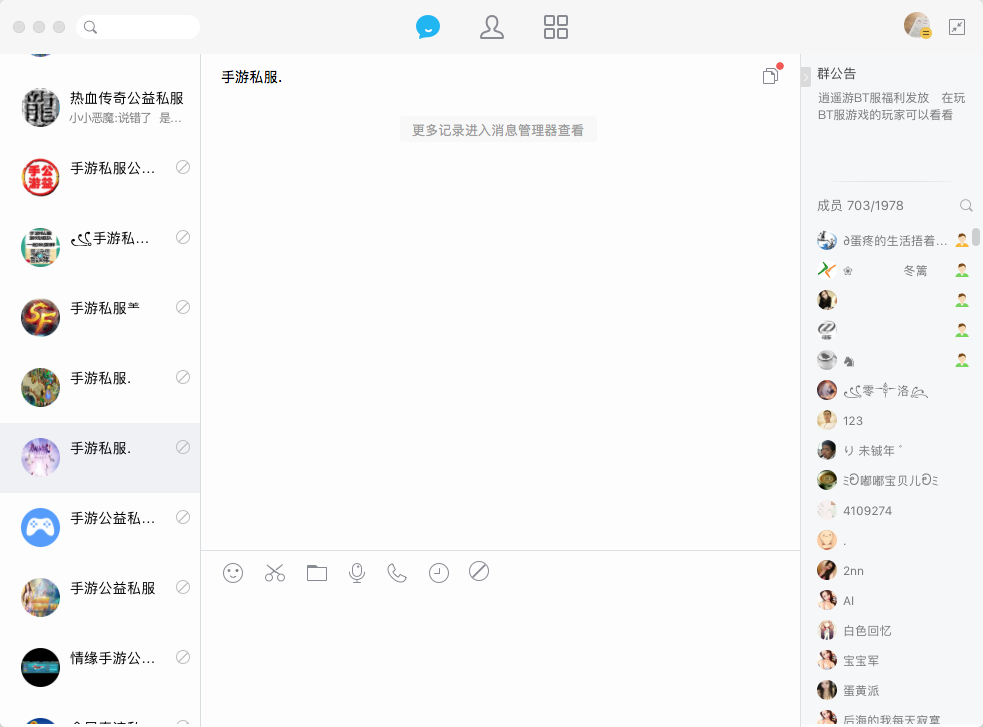 热血传奇公益私服
小小恶魔:说错了 是...
手游私服公...
手游私...
手游私服
手游私服.
手游私服.
手游公益私...
手游公益私服
情缘手游公...
手游私服.
更多记录进入消息管理器查看
群公告
逍遥游BT服福利发放 在玩
BT服游戏的玩家可以看看
成员 703/1978
∂蛋疼的生活捂着...
❀ 冬篱
♞
零 洛
123
り 未铖年゛
嘟嘟宝贝儿
4109274
.
2nn
AI
白色回忆
宝宝军
蛋黄派
后海的我每天寂寞